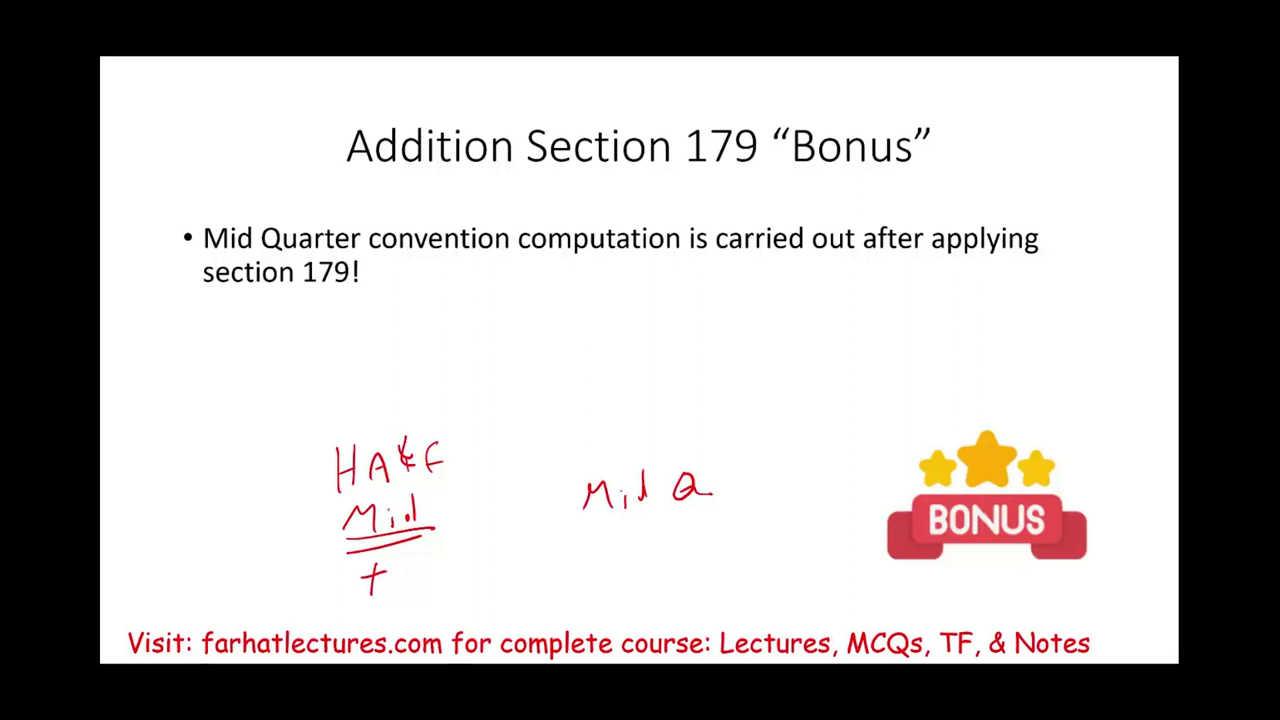 Addition Section 179 “Bonus”
• Mid Quarter convention computation is carried out after applying
section 179!
Mid Q
Mid
+
BONUS
Visit: farhatlectures.com for complete course: Lectures, MCQs, TF, & Notes